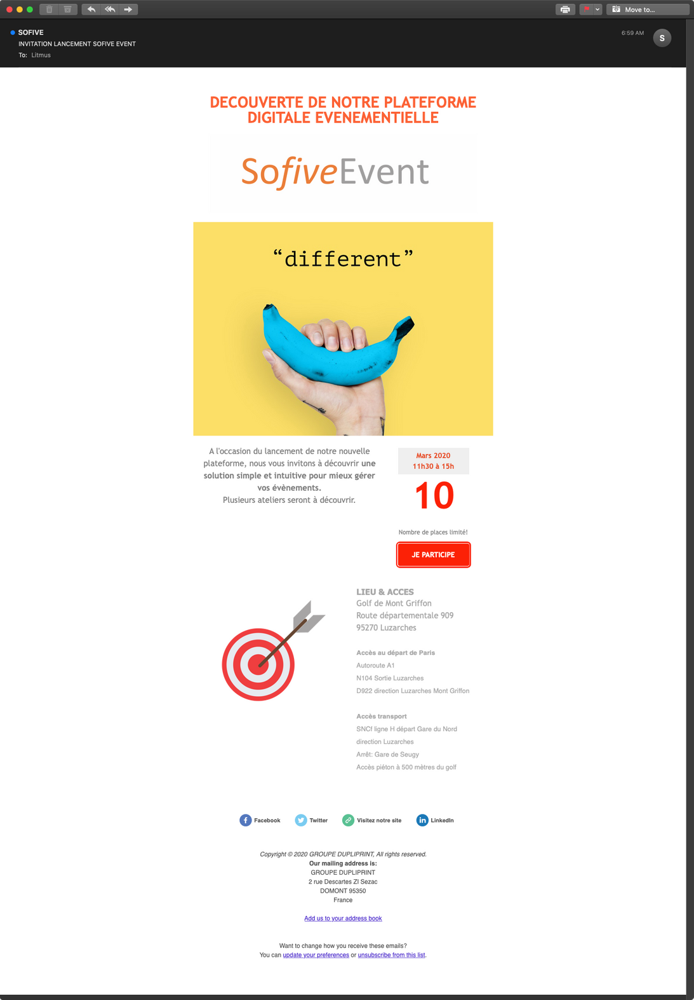 Move to...
SOFIVE
6:59 AM
S
INVITATION LANCEMENT SOFIVE EVENT
To: Litmus
DECOUVERTE DE NOTRE PLATEFORME
DIGITALE EVENEMENTIELLE
SofiveEvent
“different”
A l'occasion du lancement de notre nouvelle
plateforme, nous vous invitons à découvrir une
solution simple et intuitive pour mieux gérer
vos évènements.
Plusieurs ateliers seront à découvrir.
Mars 2020
11h30 à 15h
10
Nombre de places limité!
JE PARTICIPE
LIEU & ACCES
Golf de Mont Griffon
Route départementale 909
95270 Luzarches
Accès au départ de Paris
Autoroute A1
N104 Sortie Luzarches
D922 direction Luzarches Mont Griffon
Accès transport
SNCf ligne H départ Gare du Nord
direction Luzarches
Arrêt: Gare de Seugy
Accès piéton à 500 mètres du golf
Facebook Twitter Visitez notre site LinkedIn
Copyright © 2020 GROUPE DUPLIPRINT, All rights reserved.
Our mailing address is:
GROUPE DUPLIPRINT
2 rue Descartes ZI Sezac
DOMONT 95350
France
Add us to your address book
Want to change how you receive these emails?
You can update your preferences or unsubscribe from this list.